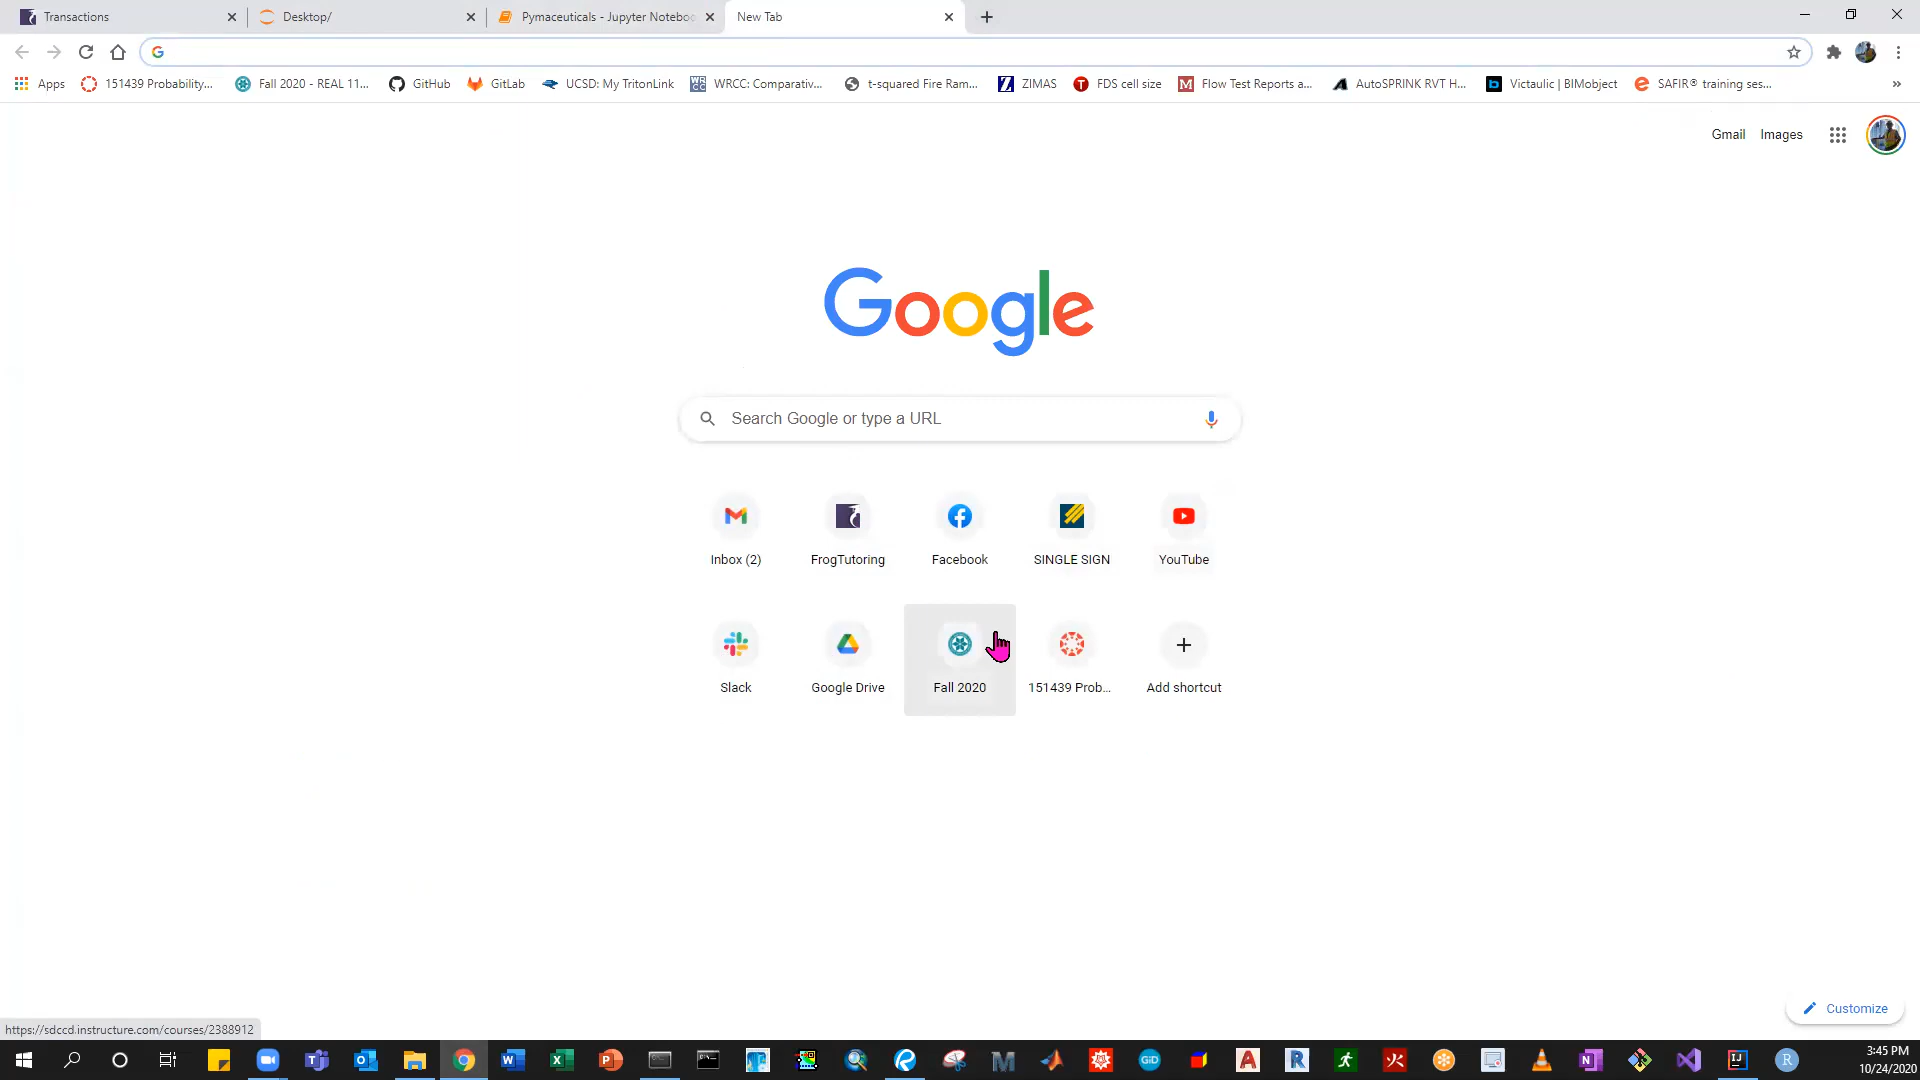 Transactions
Desktop/
Pymaceuticals - Jupyter Noteboo
New Tab
Apps
151439 Probability...
Fall 2020 - REAL 11...
GitHub
GitLab
UCSD: My TritonLink
WRCC: Comparativ...
t-squared Fire Ram...
ZIMAS
FDS cell size
Flow Test Reports a...
AutoSPRINK RVT H...
Victaulic | BIMobject
SAFIR® training ses...
»
Gmail
Images
Google
Search Google or type a URL
Inbox (2)
FrogTutoring
Facebook
SINGLE SIGN
YouTube
Slack
Google Drive
Fall 2020
151439 Prob...
Add shortcut
Customize
https://sdccd.instructure.com/courses/2388912
3:45 PM
10/24/2020